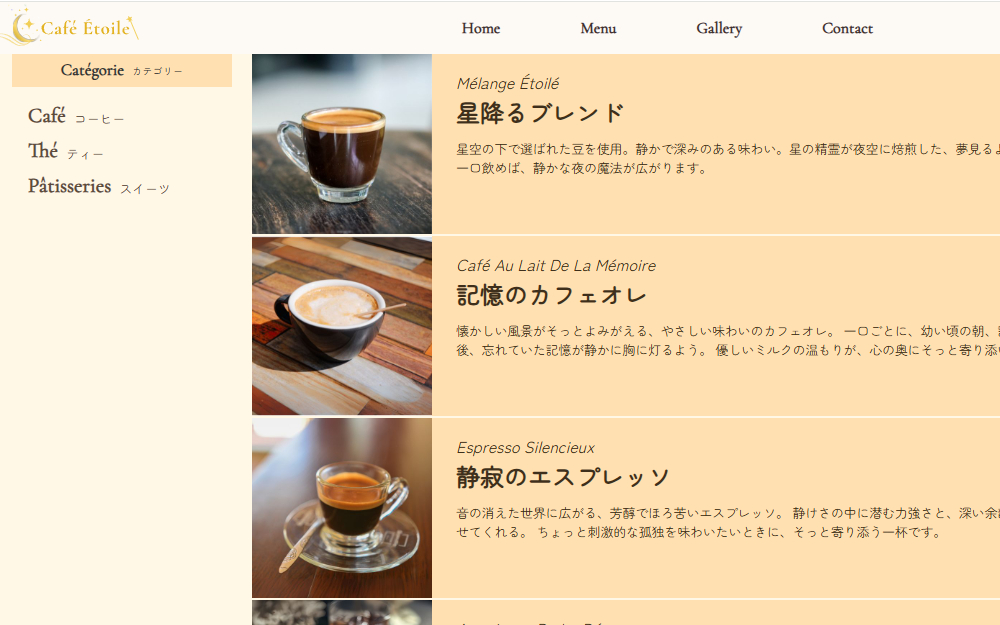 Café Étoile
Home
Menu
Gallery
Contact
Catégorie カテゴリー
Café コーヒー
Thé ティー
Pâtisseries スイーツ
Mélange Étoilé
星降るブレンド
星空の下で選ばれた豆を使用。静かで深みのある味わい。星の精霊が夜空に焙煎した、夢見る
一口飲めば、静かな夜の魔法が広がります。
Café Au Lait De La Mémoire
記憶のカフェオレ
懐かしい風景がそっとよみがえる、やさしい味わいのカフェオレ。 一口ごとに、幼い頃の朝、
後、忘れていた記憶が静かに胸に灯るよう。 優しいミルクの温もりが、心の奥にそっと寄り添
Espresso Silencieux
静寂のエスプレッソ
音の消えた世界に広がる、芳醇でほろ苦いエスプレッソ。 静けさの中に潜む力強さと、深い余
せてくれる。 ちょっと刺激的な孤独を味わいたいときに、そっと寄り添う一杯です。